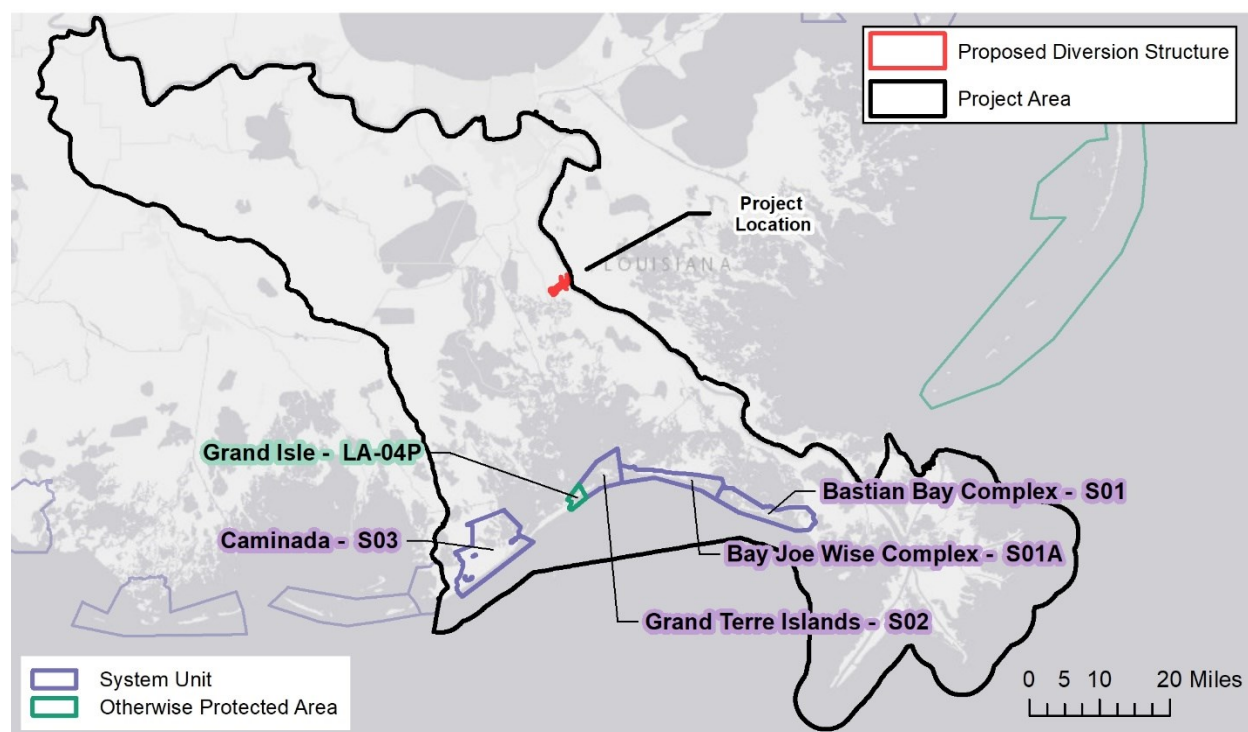 Proposed Diversion Structure
Project Area
Project
Location
LOUISIANA
Grand Isle - LA-04P
Bastian Bay Complex - S01
Caminada - S03
Bay Joe Wise Complex - S01A
Grand Terre Islands - S02
System Unit
Otherwise Protected Area
0 5 10 20 Miles